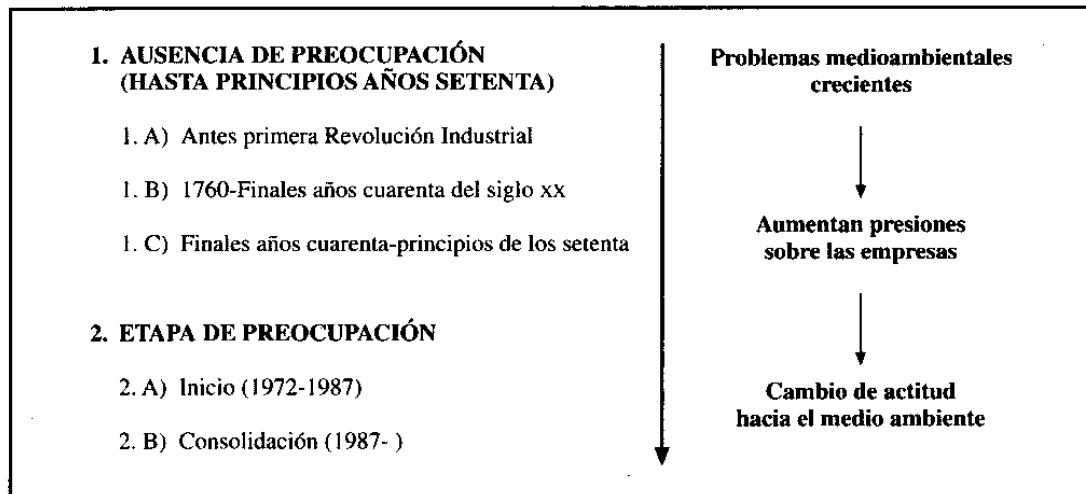 1. AUSENCIA DE PREOCUPACIÓN
(HASTA PRINCIPIOS AÑOS SETENTA)
1. A) Antes primera Revolución Industrial
1. B) 1760-Finales años cuarenta del siglo XX
1. C) Finales años cuarenta-principios de los setenta
2. ETAPA DE PREOCUPACIÓN
2. A) Inicio (1972-1987)
2. B) Consolidación (1987- )
Problemas medioambientales
crecientes
Aumentan presiones
sobre las empresas
Cambio de actitud
hacia el medio ambiente